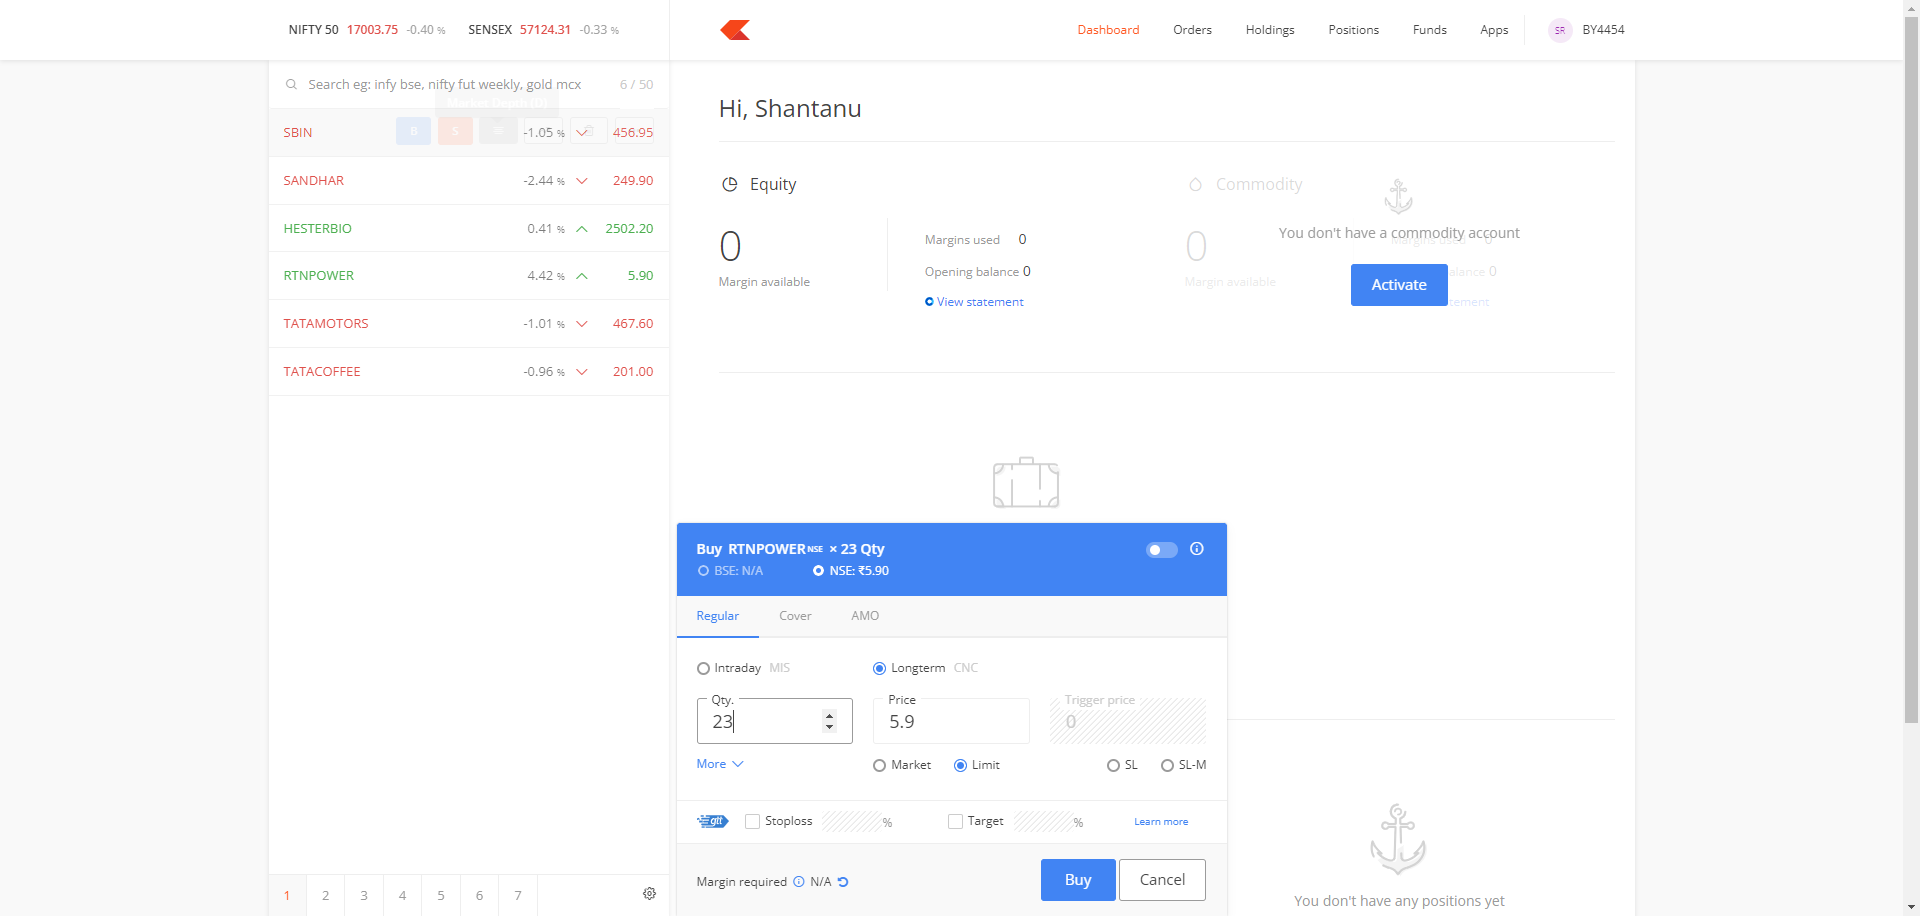 NIFTY 50 17003.75 -0.40 % SENSEX 57124.31 -0.33 %
Dashboard Orders Holdings Positions Funds Apps SR BY4454
Search eg: infy bse, nifty fut weekly, gold mcx 6 / 50
SBIN B S -1.05 % 456.95
SANDHAR -2.44 % 249.90
HESTERBIO 0.41 % 2502.20
RTNPOWER 4.42 % 5.90
TATAMOTORS -1.01 % 467.60
TATACOFFEE -0.96 % 201.00
1 2 3 4 5 6 7
Hi, Shantanu
Equity
0
Margin available
Margins used 0
Opening balance 0
View statement
Commodity
0
Margin available
Margins used 0
alance 0
tement
You don't have a commodity account
Activate
Buy RTNPOWER NSE × 23 Qty
BSE: N/A NSE: ₹5.90
Regular Cover AMO
Intraday MIS Longterm CNC
Qty. Price Trigger price
23 5.9 0
More Market Limit SL SL-M
gtt Stoploss % Target % Learn more
Margin required N/A Buy Cancel
You don't have any positions yet